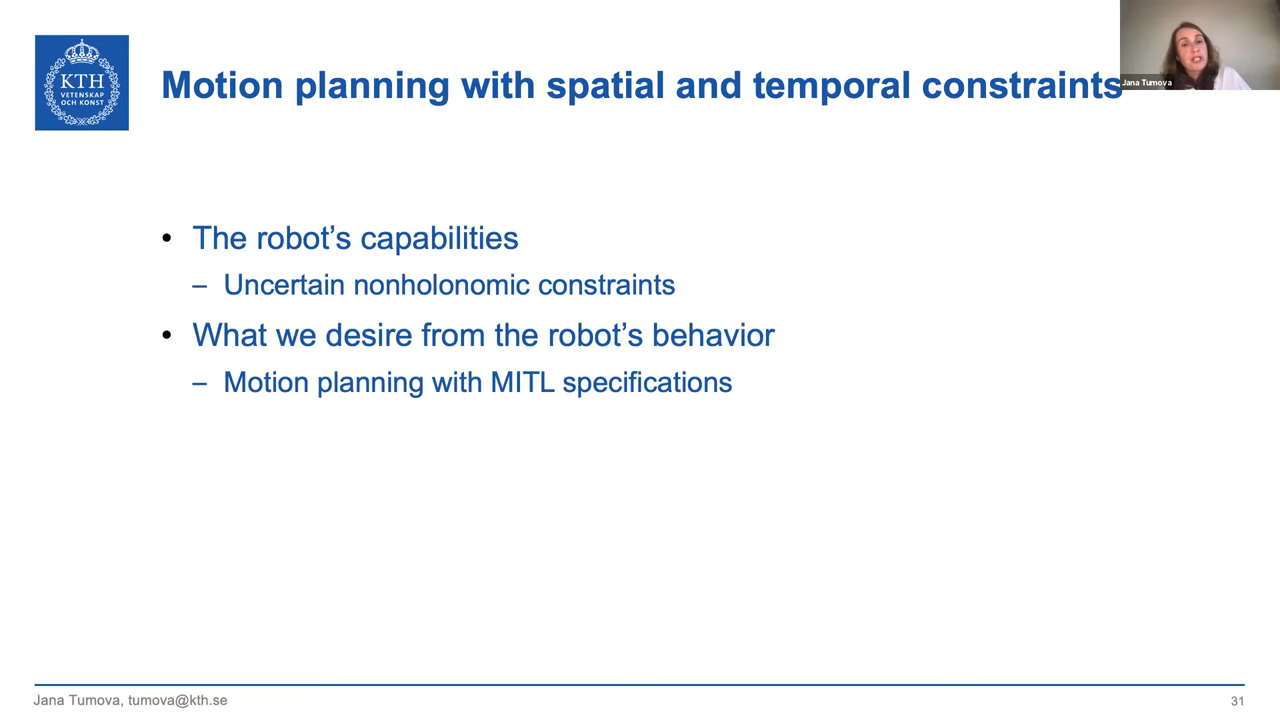 KTH
VETENSKAP
OCH KONST
Motion planning with spatial and temporal constraints
Jana Tumova
• The robot’s capabilities
– Uncertain nonholonomic constraints
• What we desire from the robot’s behavior
– Motion planning with MITL specifications
Jana Tumova, tumova@kth.se
31